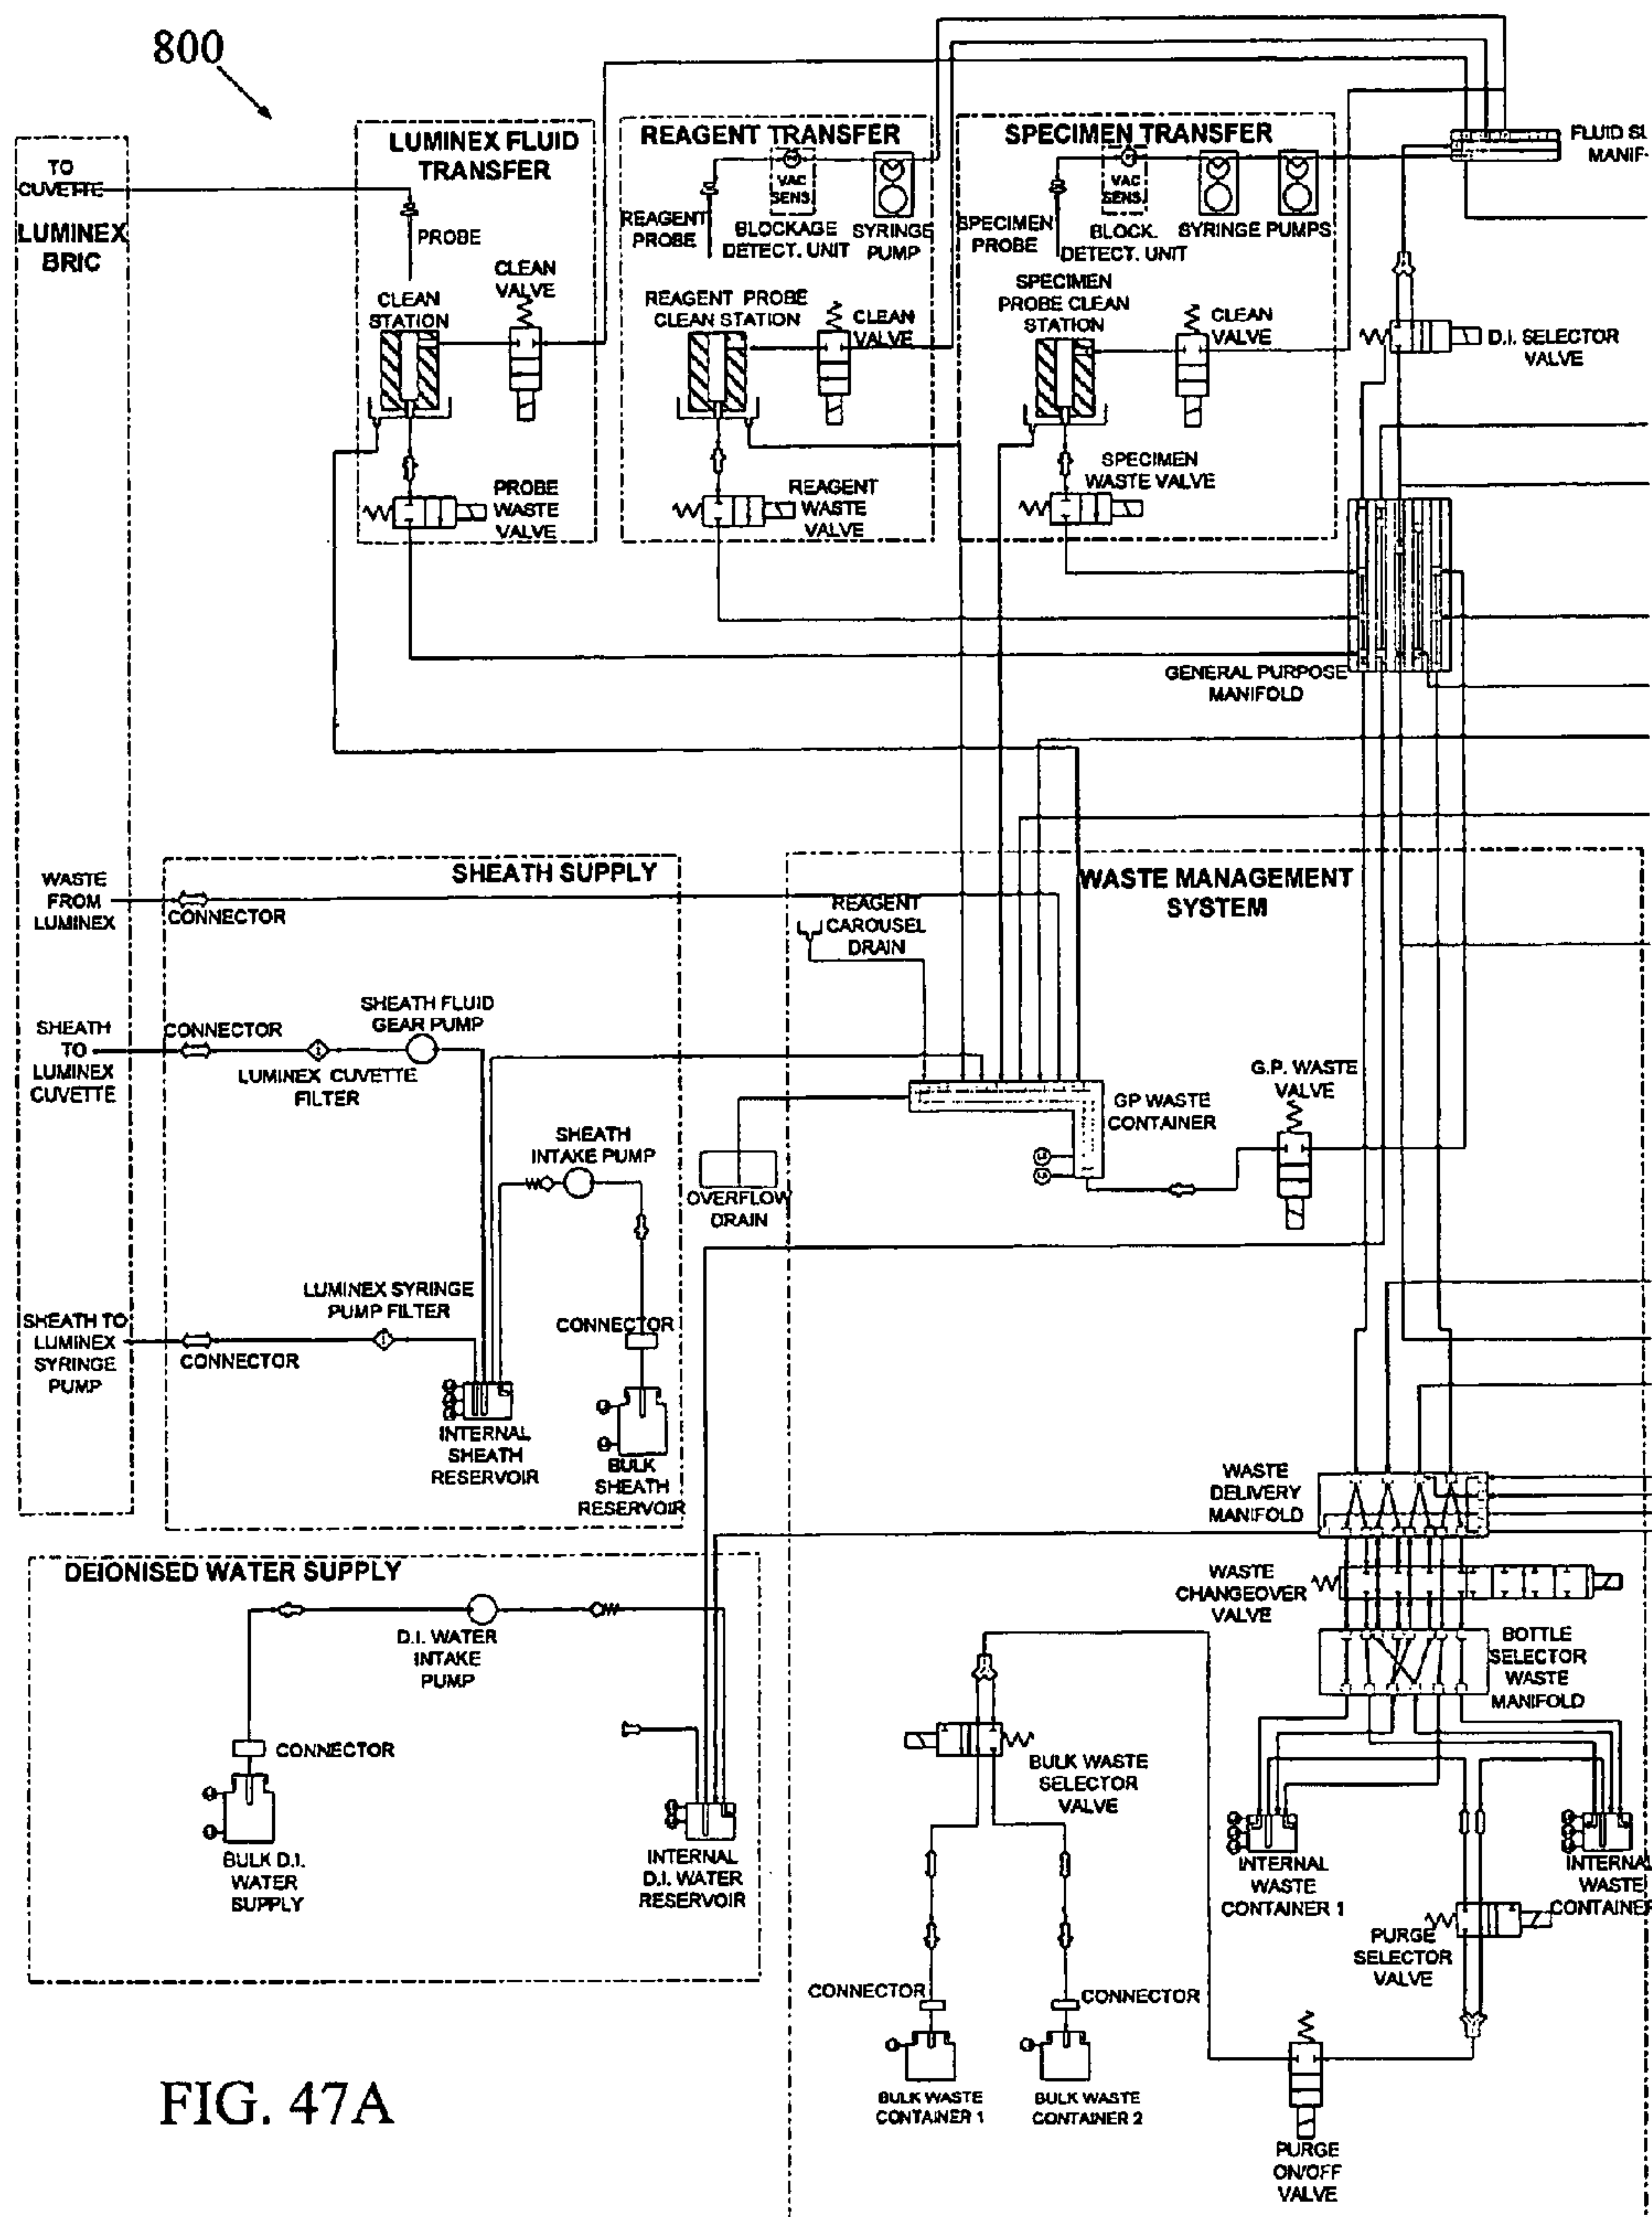 800
TO
CUVETTE
LUMINEX
BRIC
LUMINEX FLUID
TRANSFER
PROBE
CLEAN
VALVE
CLEAN
STATION
PROBE
WASTE
VALVE
REAGENT TRANSFER
VAC
SENS.
REAGENT
PROBE
BLOCKAGE
DETECT. UNIT
SYRINGE
PUMP
REAGENT PROBE
CLEAN STATION
CLEAN
VALVE
REAGENT
WASTE
VALVE
SPECIMEN TRANSFER
VAC
SENS.
SPECIMEN
PROBE
BLOCK.
DETECT. UNIT
SYRINGE PUMPS
SPECIMEN
PROBE CLEAN
STATION
CLEAN
VALVE
SPECIMEN
WASTE VALVE
FLUID SU
MANIF
D.I. SELECTOR
VALVE
GENERAL PURPOSE
MANIFOLD
WASTE
FROM
LUMINEX
SHEATH SUPPLY
CONNECTOR
SHEATH
TO
LUMINEX
CUVETTE
CONNECTOR
SHEATH FLUID
GEAR PUMP
LUMINEX CUVETTE
FILTER
SHEATH
INTAKE PUMP
LUMINEX SYRINGE
PUMP FILTER
SHEATH TO
LUMINEX
SYRINGE
PUMP
CONNECTOR
CONNECTOR
INTERNAL
SHEATH
RESERVOIR
BULK
SHEATH
RESERVOIR
WASTE MANAGEMENT
SYSTEM
REAGENT
CAROUSEL
DRAIN
G.P. WASTE
VALVE
GP WASTE
CONTAINER
OVERFLOW
DRAIN
WASTE
DELIVERY
MANIFOLD
WASTE
CHANGEOVER
VALVE
BOTTLE
SELECTOR
WASTE
MANIFOLD
BULK WASTE
SELECTOR
VALVE
INTERNAL
WASTE
CONTAINER 1
INTERNAL
WASTE
CONTAINER
PURGE
SELECTOR
VALVE
CONNECTOR
CONNECTOR
BULK WASTE
CONTAINER 1
BULK WASTE
CONTAINER 2
PURGE
ON/OFF
VALVE
DEIONISED WATER SUPPLY
D.I. WATER
INTAKE
PUMP
CONNECTOR
BULK D.I.
WATER
SUPPLY
INTERNAL
D.I. WATER
RESERVOIR
FIG. 47A